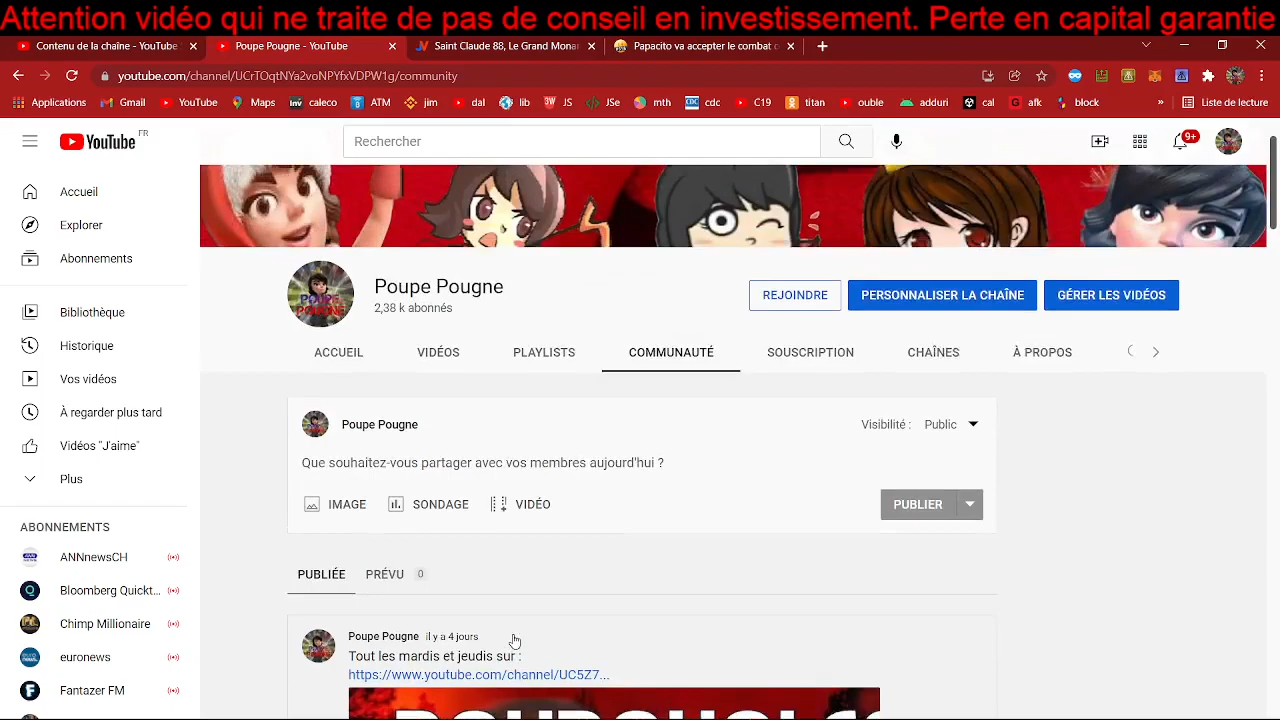 Attention vidéo qui ne traite de pas de conseil en investissement. Perte en capital garantie
Contenu de la chaîne - YouTube
Poupe Pougne - YouTube
Saint Claude 88, Le Grand Monar
Papacito va accepter le combat c
youtube.com/channel/UCrTOqtNYa2voNPYfxVDPW1g/community
Applications
Gmail
YouTube
Maps
caleco
ATM
jim
dal
lib
JS
JSe
mth
cdc
C19
titan
ouble
adduri
cal
afk
block
»
Liste de lecture
YouTube FR
Rechercher
9+
Accueil
Explorer
Abonnements
Bibliothèque
Historique
Vos vidéos
À regarder plus tard
Vidéos "J'aime"
Plus
ABONNEMENTS
ANNnewsCH
Bloomberg Quickt...
Chimp Millionaire
euronews
Fantazer FM
POUPE
POUGNE
Poupe Pougne
2,38 k abonnés
REJOINDRE
PERSONNALISER LA CHAÎNE
GÉRER LES VIDÉOS
ACCUEIL
VIDÉOS
PLAYLISTS
COMMUNAUTÉ
SOUSCRIPTION
CHAÎNES
À PROPOS
Poupe Pougne
Visibilité :
Public
Que souhaitez-vous partager avec vos membres aujourd'hui ?
IMAGE
SONDAGE
VIDÉO
PUBLIER
PUBLIÉE
PRÉVU
0
Poupe Pougne il y a 4 jours
Tout les mardis et jeudis sur :
https://www.youtube.com/channel/UC5Z7...